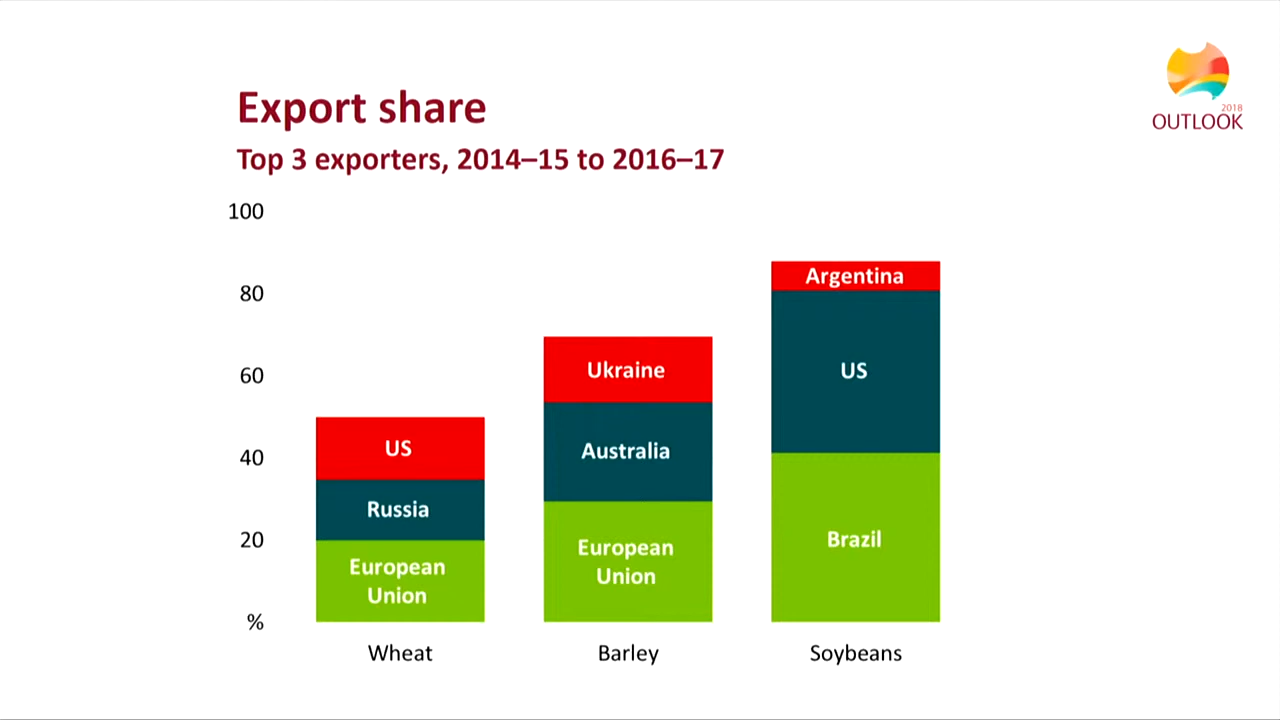 2018
OUTLOOK
Export share
Top 3 exporters, 2014–15 to 2016–17
100
80
60
40
20
%
US
Russia
European
Union
Ukraine
Australia
European
Union
Argentina
US
Brazil
Wheat
Barley
Soybeans